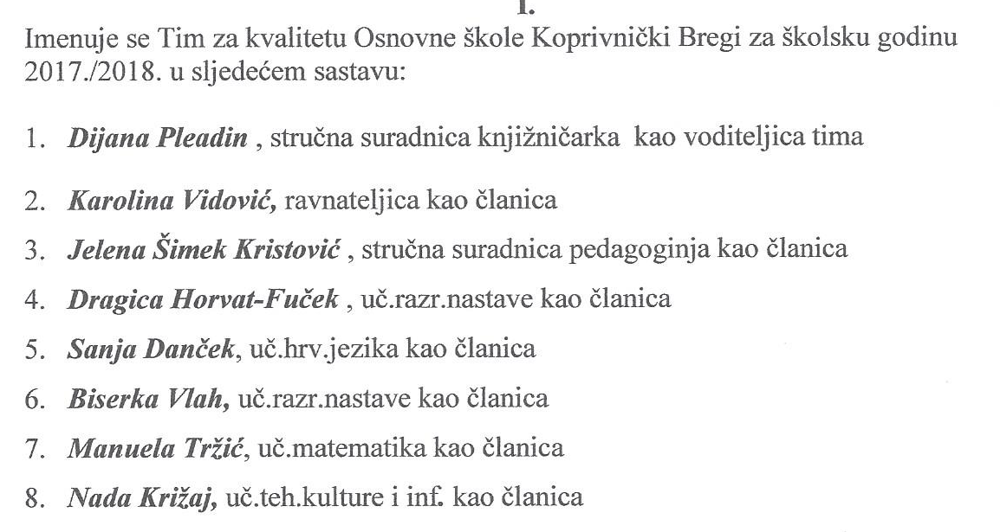 I.
Imenuje se Tim za kvalitetu Osnovne škole Koprivnički Bregi za školsku godinu
2017./2018. u sljedećem sastavu:
1. Dijana Pleadin , stručna suradnica knjižničarka kao voditeljica tima
2. Karolina Vidović, ravnateljica kao članica
3. Jelena Šimek Kristović , stručna suradnica pedagoginja kao članica
4. Dragica Horvat-Fuček , uč.razr.nastave kao članica
5. Sanja Danček, uč.hrv.jezika kao članica
6. Biserka Vlah, uč.razr.nastave kao članica
7. Manuela Tržić, uč.matematika kao članica
8. Nada Križaj, uč.teh.kulture i inf. kao članica